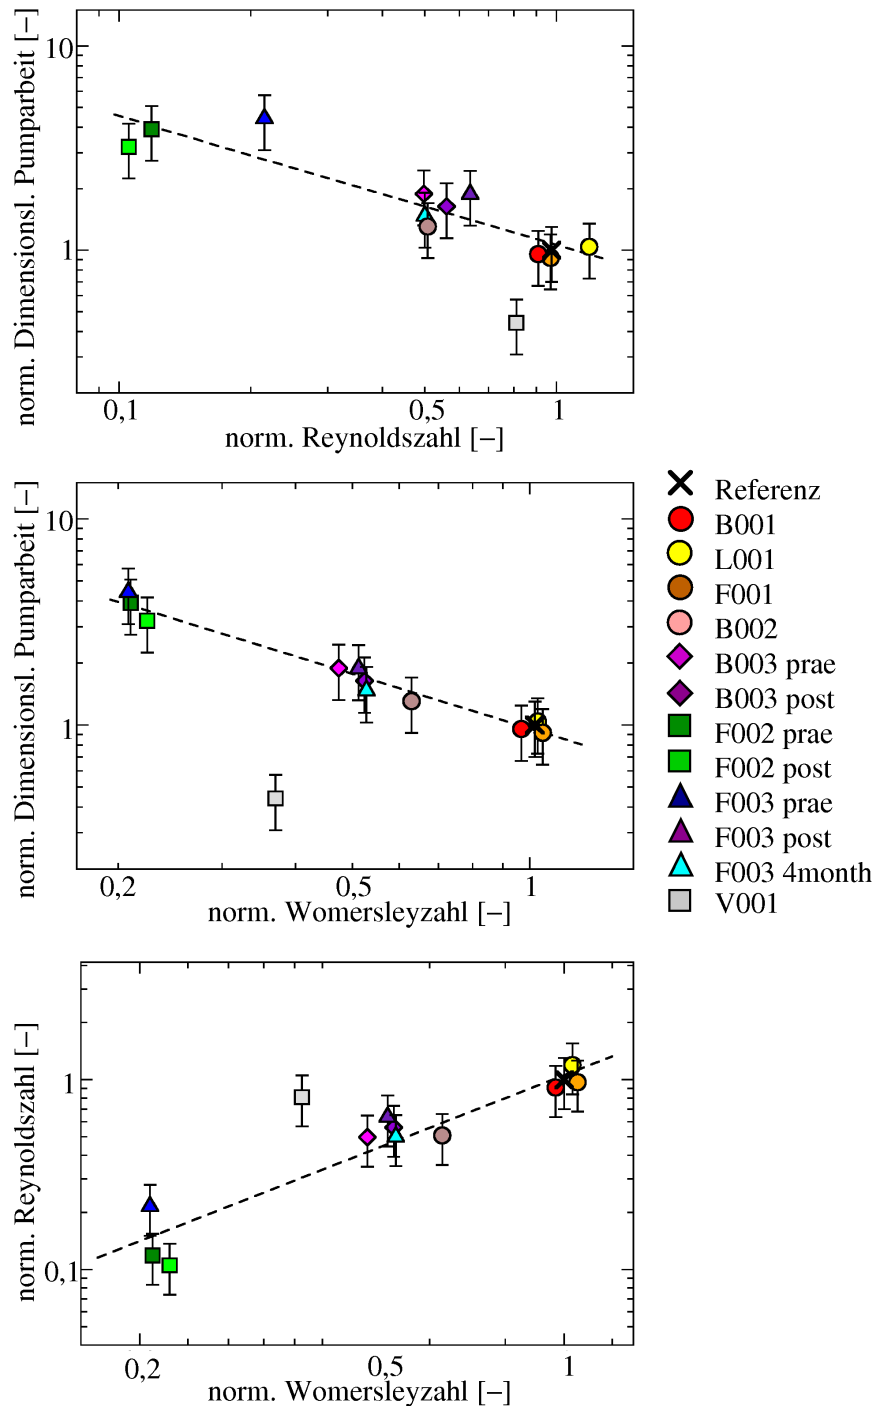 norm. Dimensionsl. Pumparbeit [−]
10
1
0,1
0,5
1
norm. Reynoldszahl [−]
norm. Dimensionsl. Pumparbeit [−]
10
1
0,2
0,5
1
norm. Womersleyzahl [−]
Referenz
B001
L001
F001
B002
B003 prae
B003 post
F002 prae
F002 post
F003 prae
F003 post
F003 4month
V001
norm. Reynoldszahl [−]
1
0,1
0,2
0,5
1
norm. Womersleyzahl [−]